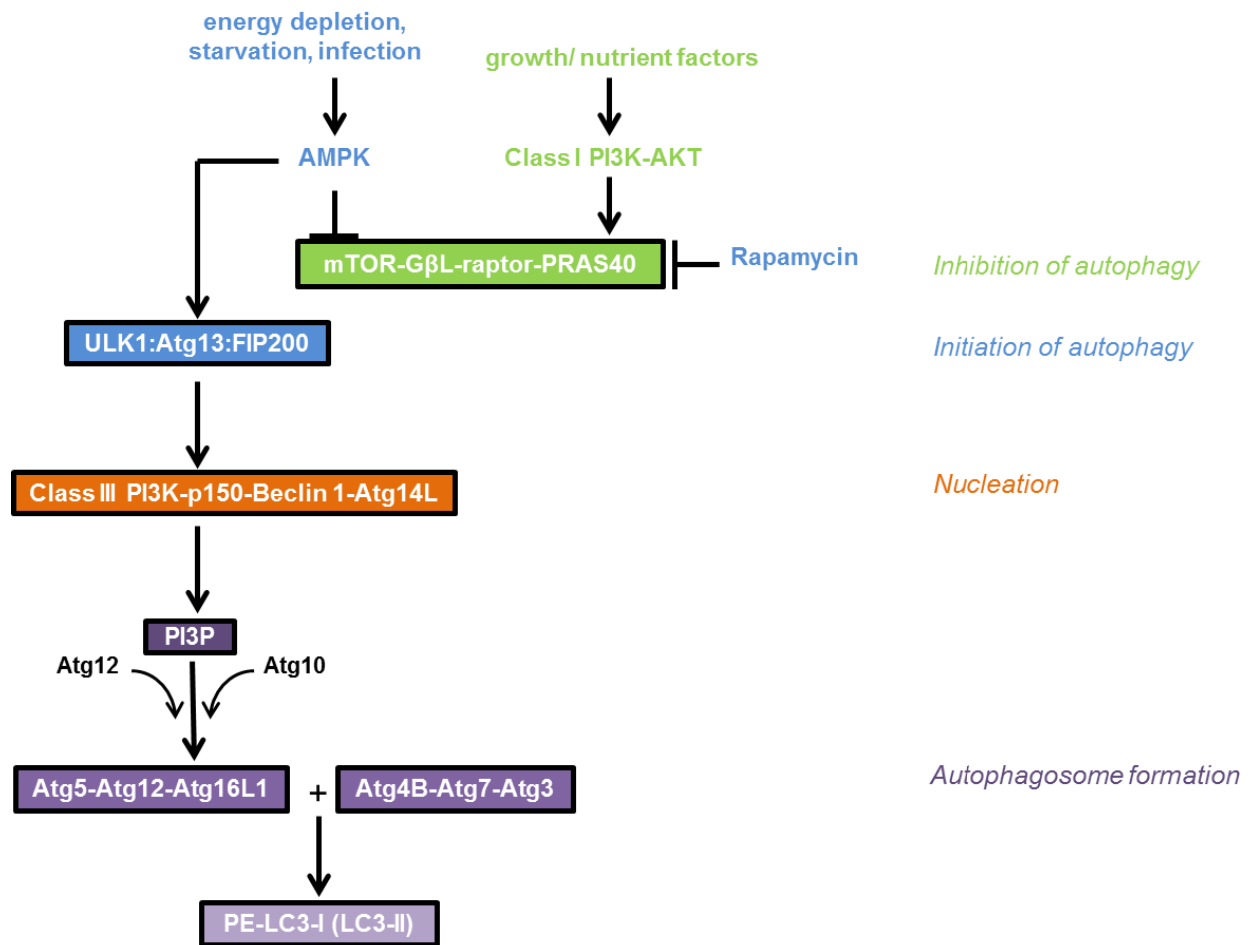 energy depletion,
starvation, infection
growth/ nutrient factors
AMPK
Class I PI3K-AKT
mTOR-GβL-raptor-PRAS40
Rapamycin
Inhibition of autophagy
ULK1:Atg13:FIP200
Initiation of autophagy
Class III PI3K-p150-Beclin 1-Atg14L
Nucleation
PI3P
Atg12
Atg10
Atg5-Atg12-Atg16L1
+
Atg4B-Atg7-Atg3
Autophagosome formation
PE-LC3-I (LC3-II)